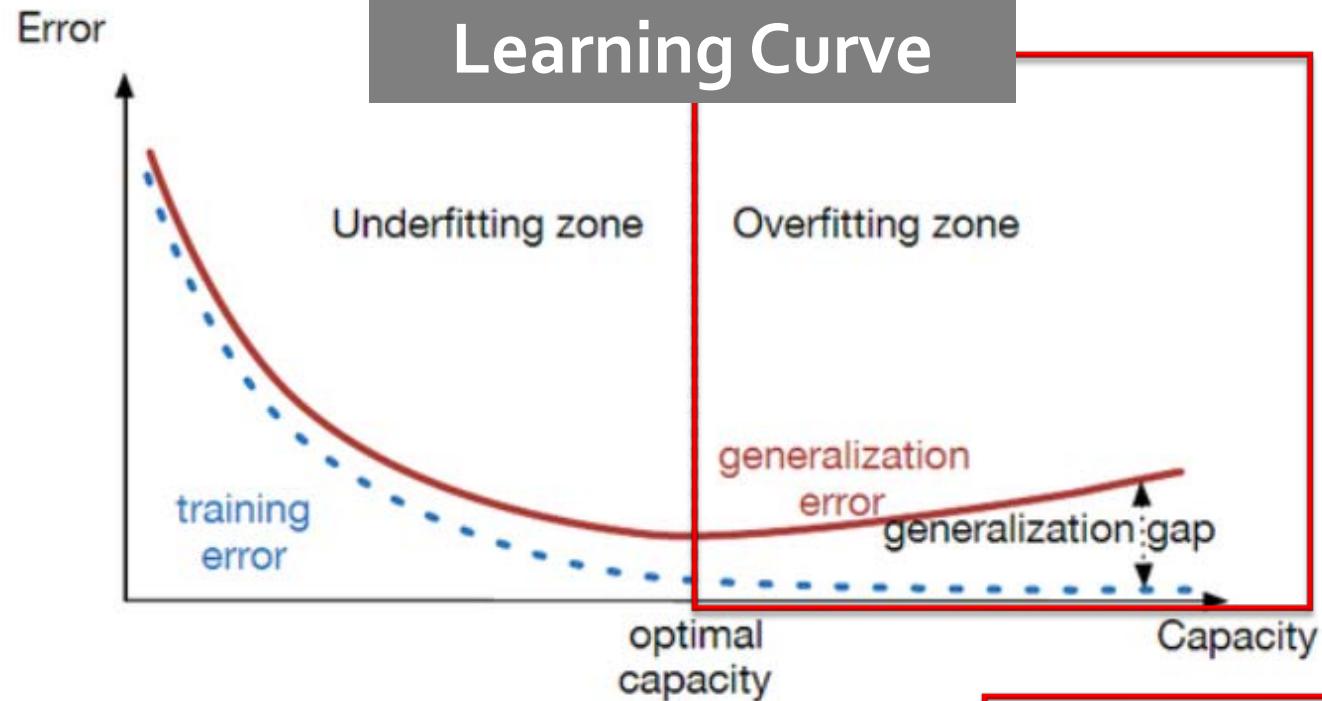 Error
Learning Curve
Underfitting zone
Overfitting zone
generalization
error
generalization gap
training
error
optimal
capacity
Capacity